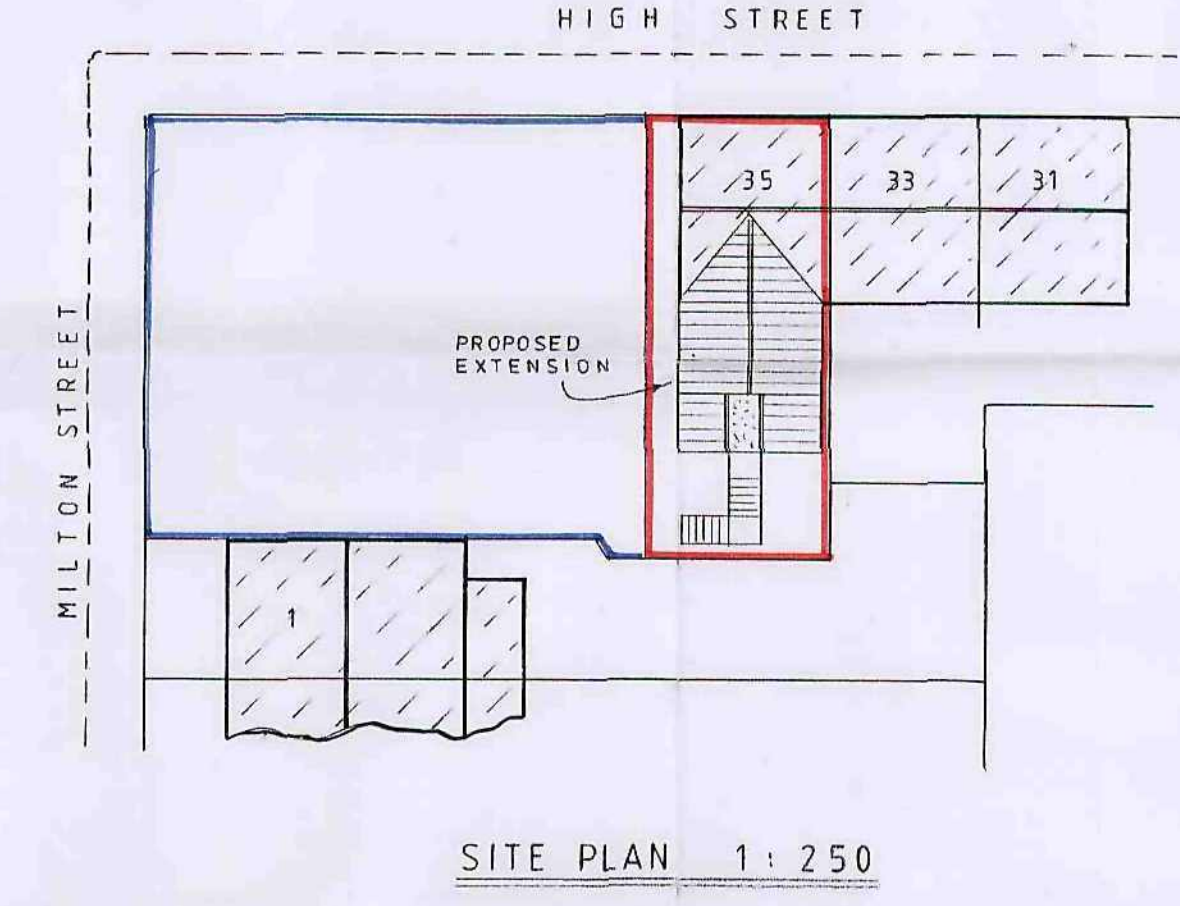 HIGH STREET
35
33
31
PROPOSED
EXTENSION
MILTON STREET
1
SITE PLAN 1:250